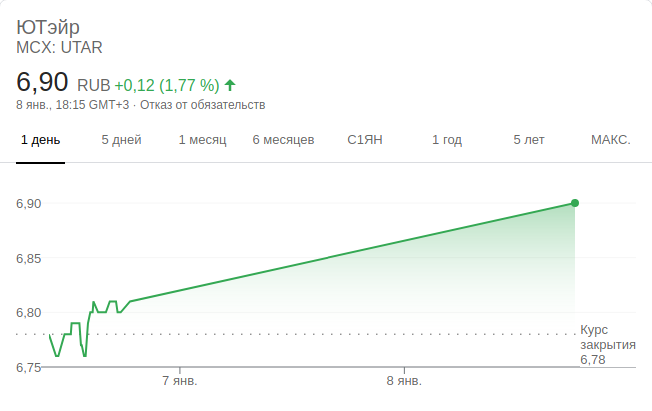 ЮТэйр
MCX: UTAR
6,90 RUB +0,12 (1,77 %)
8 янв., 18:15 GMT+3 · Отказ от обязательств
1 день 5 дней 1 месяц 6 месяцев С1ЯН 1 год 5 лет МАКС.
6,90
6,85
6,80
6,75
Курс
закрытия
6,78
7 янв. 8 янв.